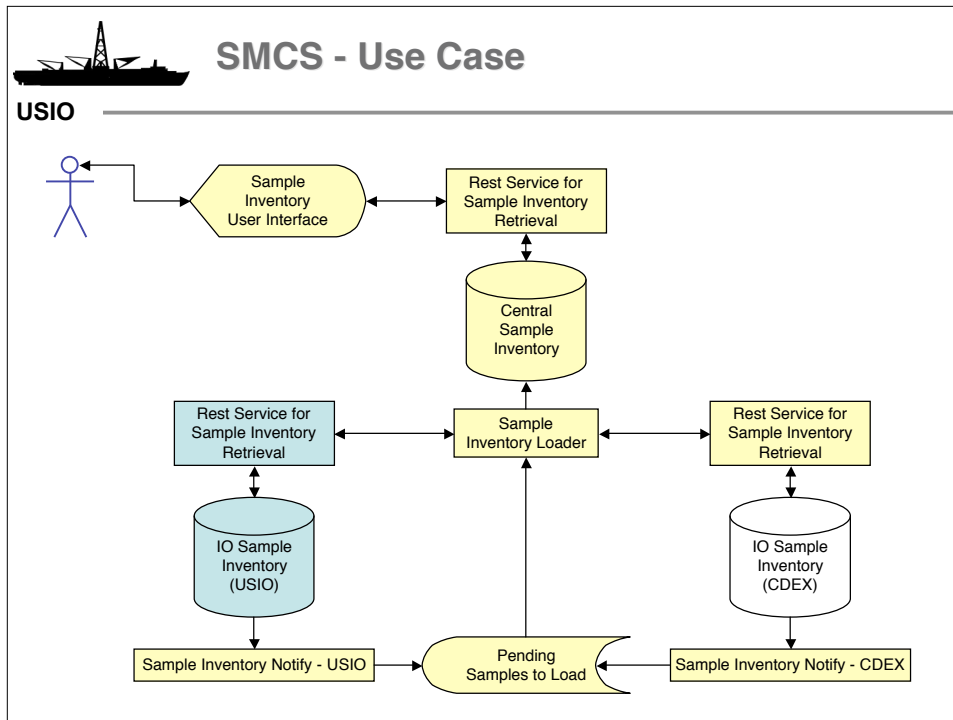 SMCS - Use Case
USIO
Sample
Inventory
User Interface
Rest Service for
Sample Inventory
Retrieval
Central
Sample
Inventory
Rest Service for
Sample Inventory
Retrieval
Sample
Inventory Loader
Rest Service for
Sample Inventory
Retrieval
IO Sample
Inventory
(USIO)
IO Sample
Inventory
(CDEX)
Sample Inventory Notify - USIO
Pending
Samples to Load
Sample Inventory Notify - CDEX